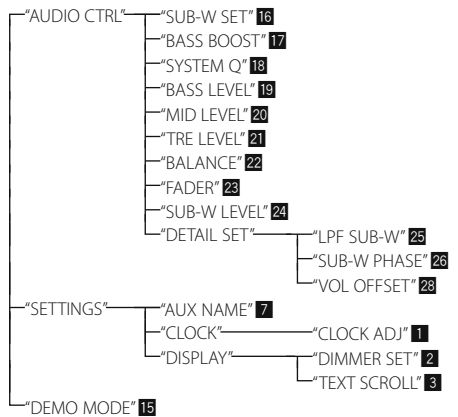 “AUDIO CTRL” “SUB-W SET” 16
“BASS BOOST” 17
“SYSTEM Q” 18
“BASS LEVEL” 19
“MID LEVEL” 20
“TRE LEVEL” 21
“BALANCE” 22
“FADER” 23
“SUB-W LEVEL” 24
“DETAIL SET” “LPF SUB-W” 25
“SUB-W PHASE” 26
“VOL OFFSET” 28
“SETTINGS” “AUX NAME” 7
“CLOCK” “CLOCK ADJ” 1
“DISPLAY” “DIMMER SET” 2
“TEXT SCROLL” 3
“DEMO MODE” 15